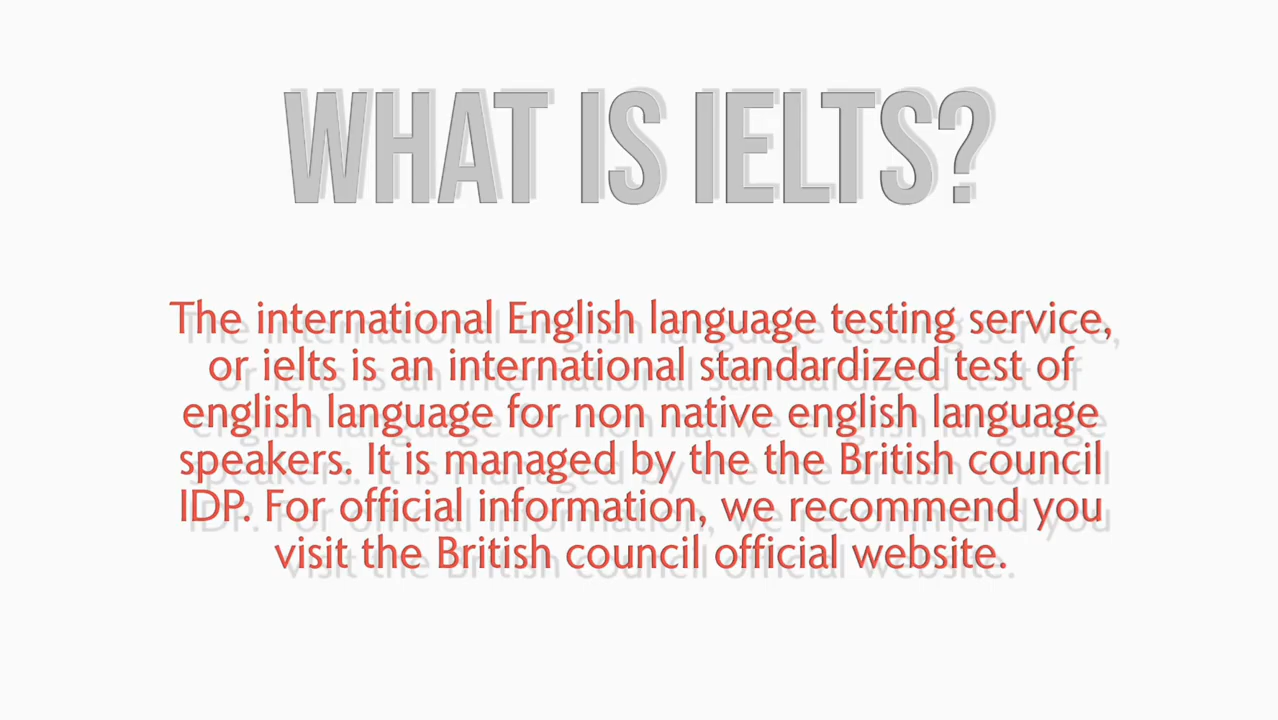 WHAT IS IELTS?
The international English language testing service,
or ielts is an international standardized test of
english language for non native english language
speakers. It is managed by the the British council
IDP. For official information, we recommend you
visit the British council official website.